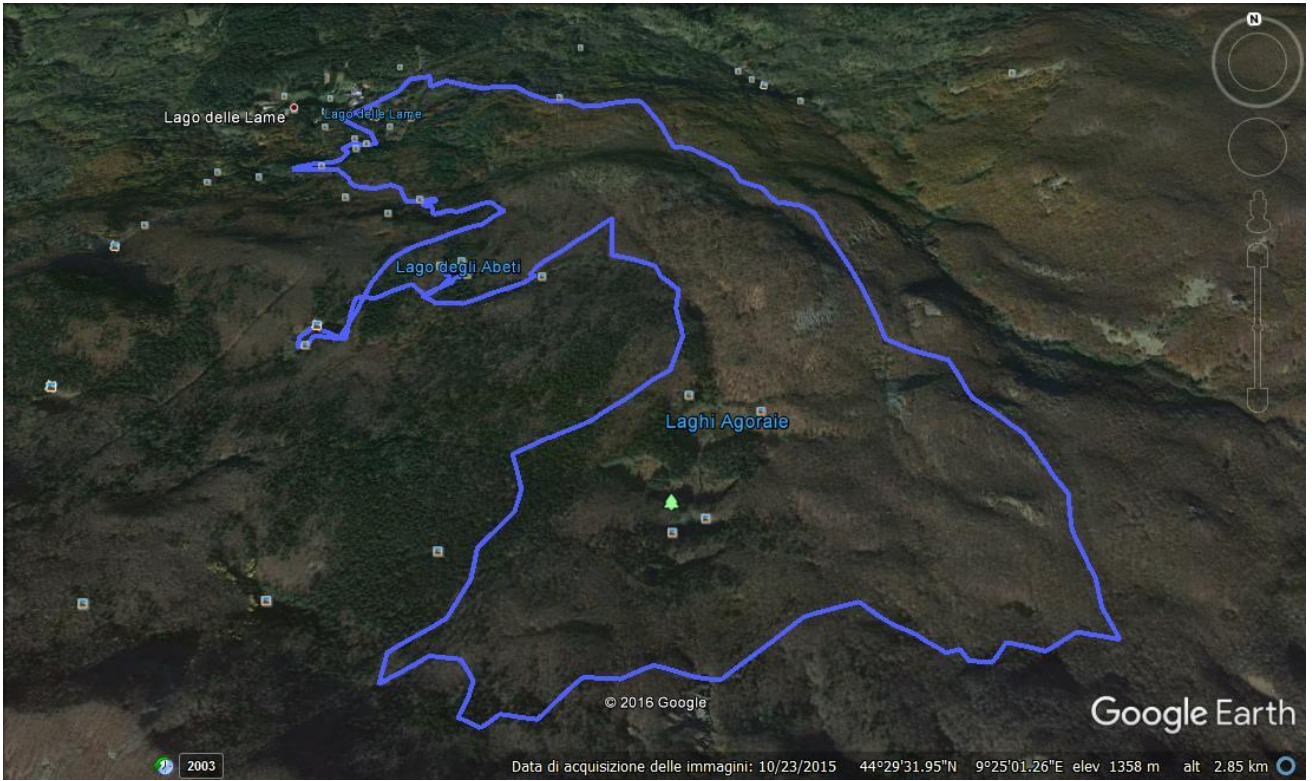 N
Lago delle Lame
Lago delle Lame
Lago degli Abeti
Laghi Agoraie
© 2016 Google
Google Earth
2003
Data di acquisizione delle immagini: 10/23/2015 44°29'31.95"N 9°25'01.26"E elev 1358 m alt 2.85 km